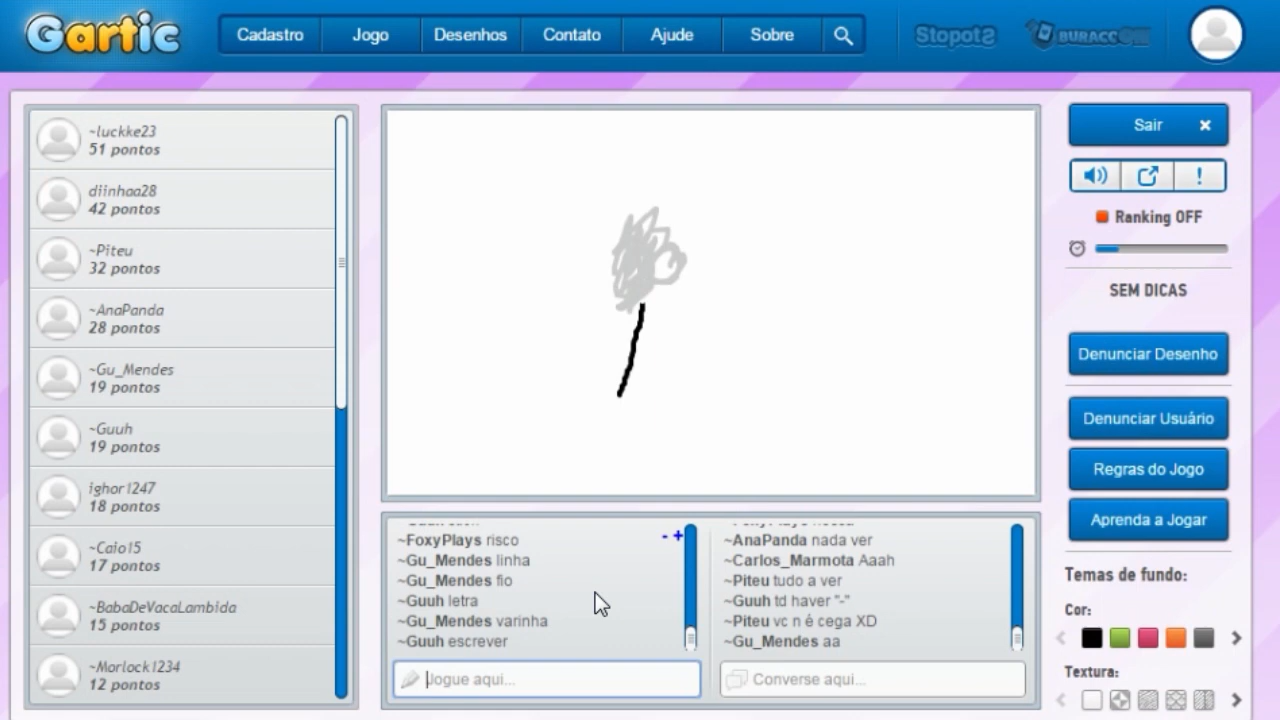 Gartic
Cadastro
Jogo
Desenhos
Contato
Ajude
Sobre
StopotS
~luckke23
51 pontos
diinhaa28
42 pontos
~Piteu
32 pontos
~AnaPanda
28 pontos
~Gu_Mendes
19 pontos
~Guuh
19 pontos
ighor1247
18 pontos
~Caio15
17 pontos
~BabaDeVacaLambida
15 pontos
~Morlock1234
12 pontos
~FoxyPlays risco
- +
~Gu_Mendes linha
~Gu_Mendes fio
~Guuh letra
~Gu_Mendes varinha
~Guuh escrever
Jogue aqui...
~AnaPanda nada ver
~Carlos_Marmota Aaah
~Piteu tudo a ver
~Guuh td haver "-"
~Piteu vc n è cega XD
~Gu_Mendes aa
Converse aqui...
Sair ×
!
Ranking OFF
SEM DICAS
Denunciar Desenho
Denunciar Usuário
Regras do Jogo
Aprenda a Jogar
Temas de fundo:
Cor:
Textura: